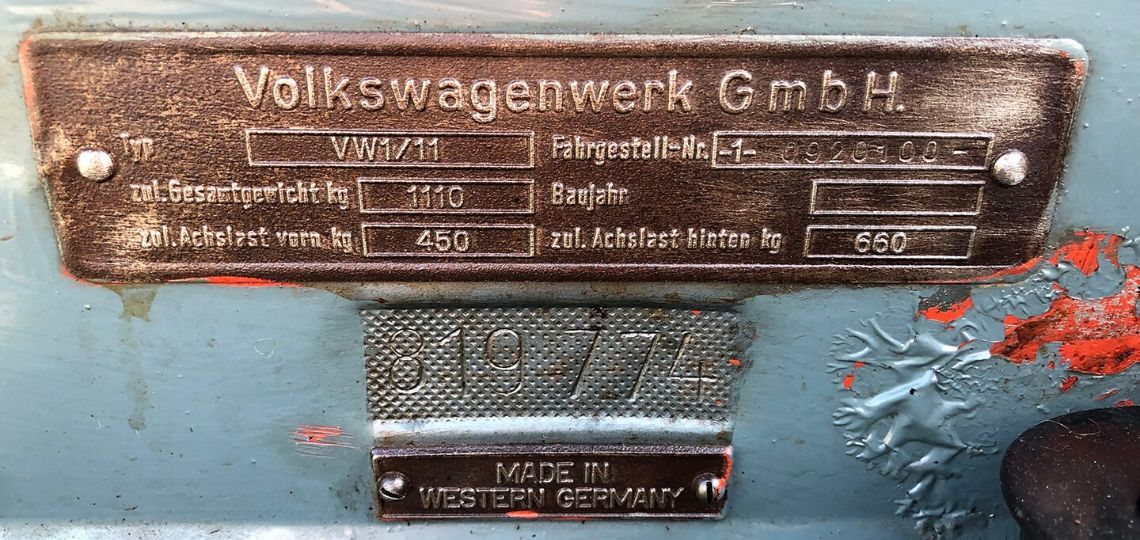 Volkswagenwerk GmbH.
Typ VW1/11 Fahrgestell-Nr. -1- 0920100-
zul. Gesamtgewicht kg 1110 Baujahr
zul. Achslast vorn kg 450 zul. Achslast hinten kg 660
819 774
MADE IN
WESTERN GERMANY